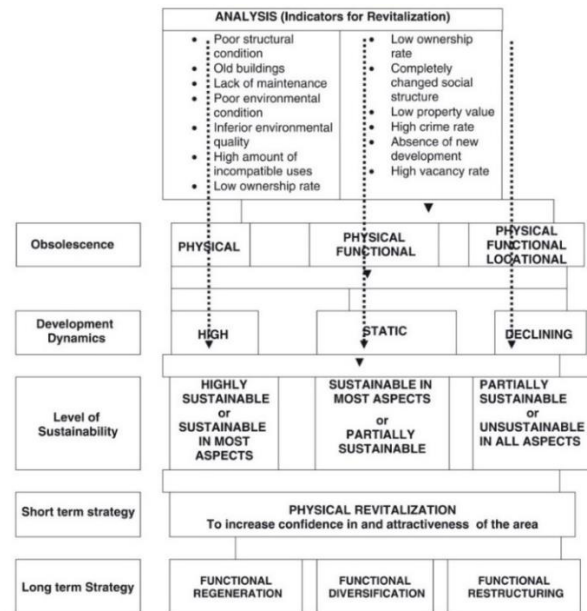 ANALYSIS (Indicators for Revitalization)
• Poor structural
condition
• Old buildings
• Lack of maintenance
• Poor environmental
condition
• Inferior environmental
quality
• High amount of
incompatible uses
• Low ownership rate
• Low ownership
rate
• Completely
changed social
structure
• Low property value
• High crime rate
• Absence of new
development
• High vacancy rate
Obsolescence
PHYSICAL
PHYSICAL
FUNCTIONAL
PHYSICAL
FUNCTIONAL
LOCATIONAL
Development
Dynamics
HIGH
STATIC
DECLINING
Level of
Sustainability
HIGHLY
SUSTAINABLE
or
SUSTAINABLE
IN MOST
ASPECTS
SUSTAINABLE IN
MOST ASPECTS
or
PARTIALLY
SUSTAINABLE
PARTIALLY
SUSTAINABLE
or
UNSUSTAINABLE
IN ALL ASPECTS
Short term strategy
PHYSICAL REVITALIZATION
To increase confidence in and attractiveness of the area
Long term Strategy
FUNCTIONAL
REGENERATION
FUNCTIONAL
DIVERSIFICATION
FUNCTIONAL
RESTRUCTURING